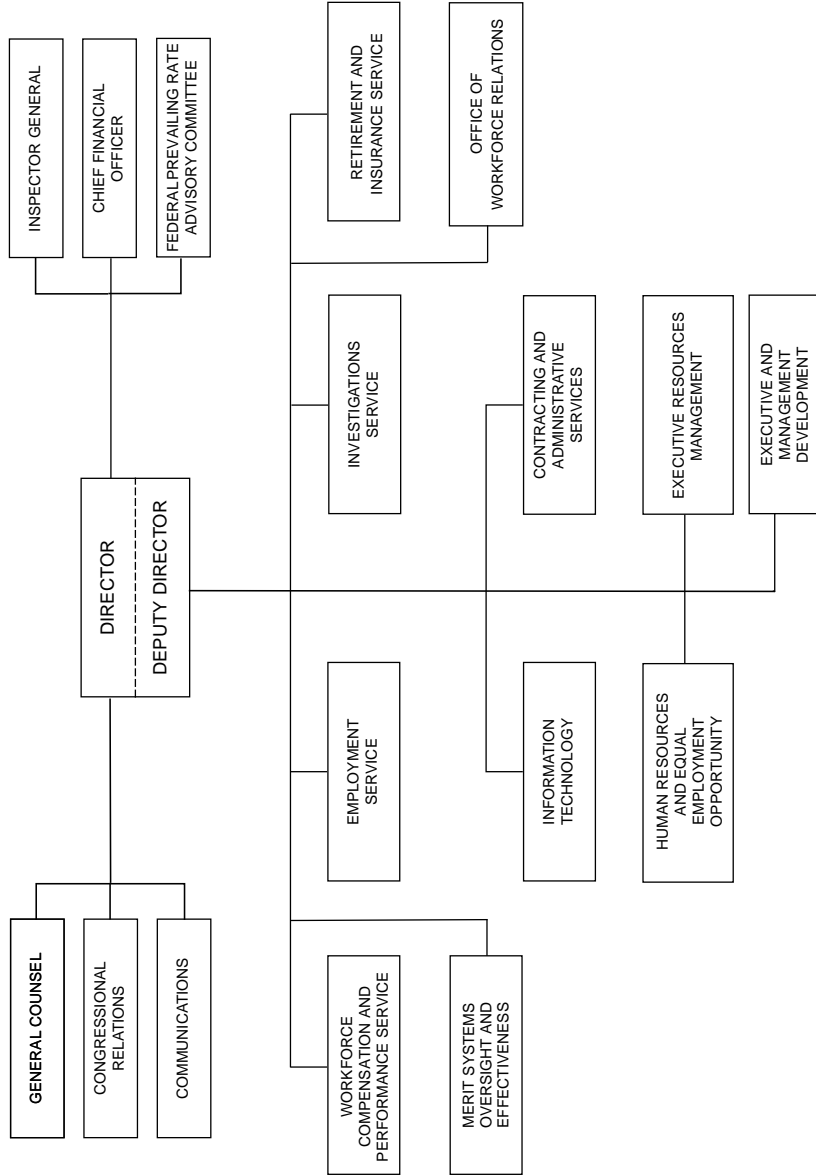 DIRECTOR
DEPUTY DIRECTOR
GENERAL COUNSEL
CONGRESSIONAL
RELATIONS
COMMUNICATIONS
INSPECTOR GENERAL
CHIEF FINANCIAL
OFFICER
FEDERAL PREVAILING RATE
ADVISORY COMMITTEE
WORKFORCE
COMPENSATION AND
PERFORMANCE SERVICE
EMPLOYMENT
SERVICE
INVESTIGATIONS
SERVICE
RETIREMENT AND
INSURANCE SERVICE
MERIT SYSTEMS
OVERSIGHT AND
EFFECTIVENESS
OFFICE OF
WORKFORCE RELATIONS
INFORMATION
TECHNOLOGY
CONTRACTING AND
ADMINISTRATIVE
SERVICES
HUMAN RESOURCES
AND EQUAL
EMPLOYMENT
OPPORTUNITY
EXECUTIVE RESOURCES
MANAGEMENT
EXECUTIVE AND
MANAGEMENT
DEVELOPMENT